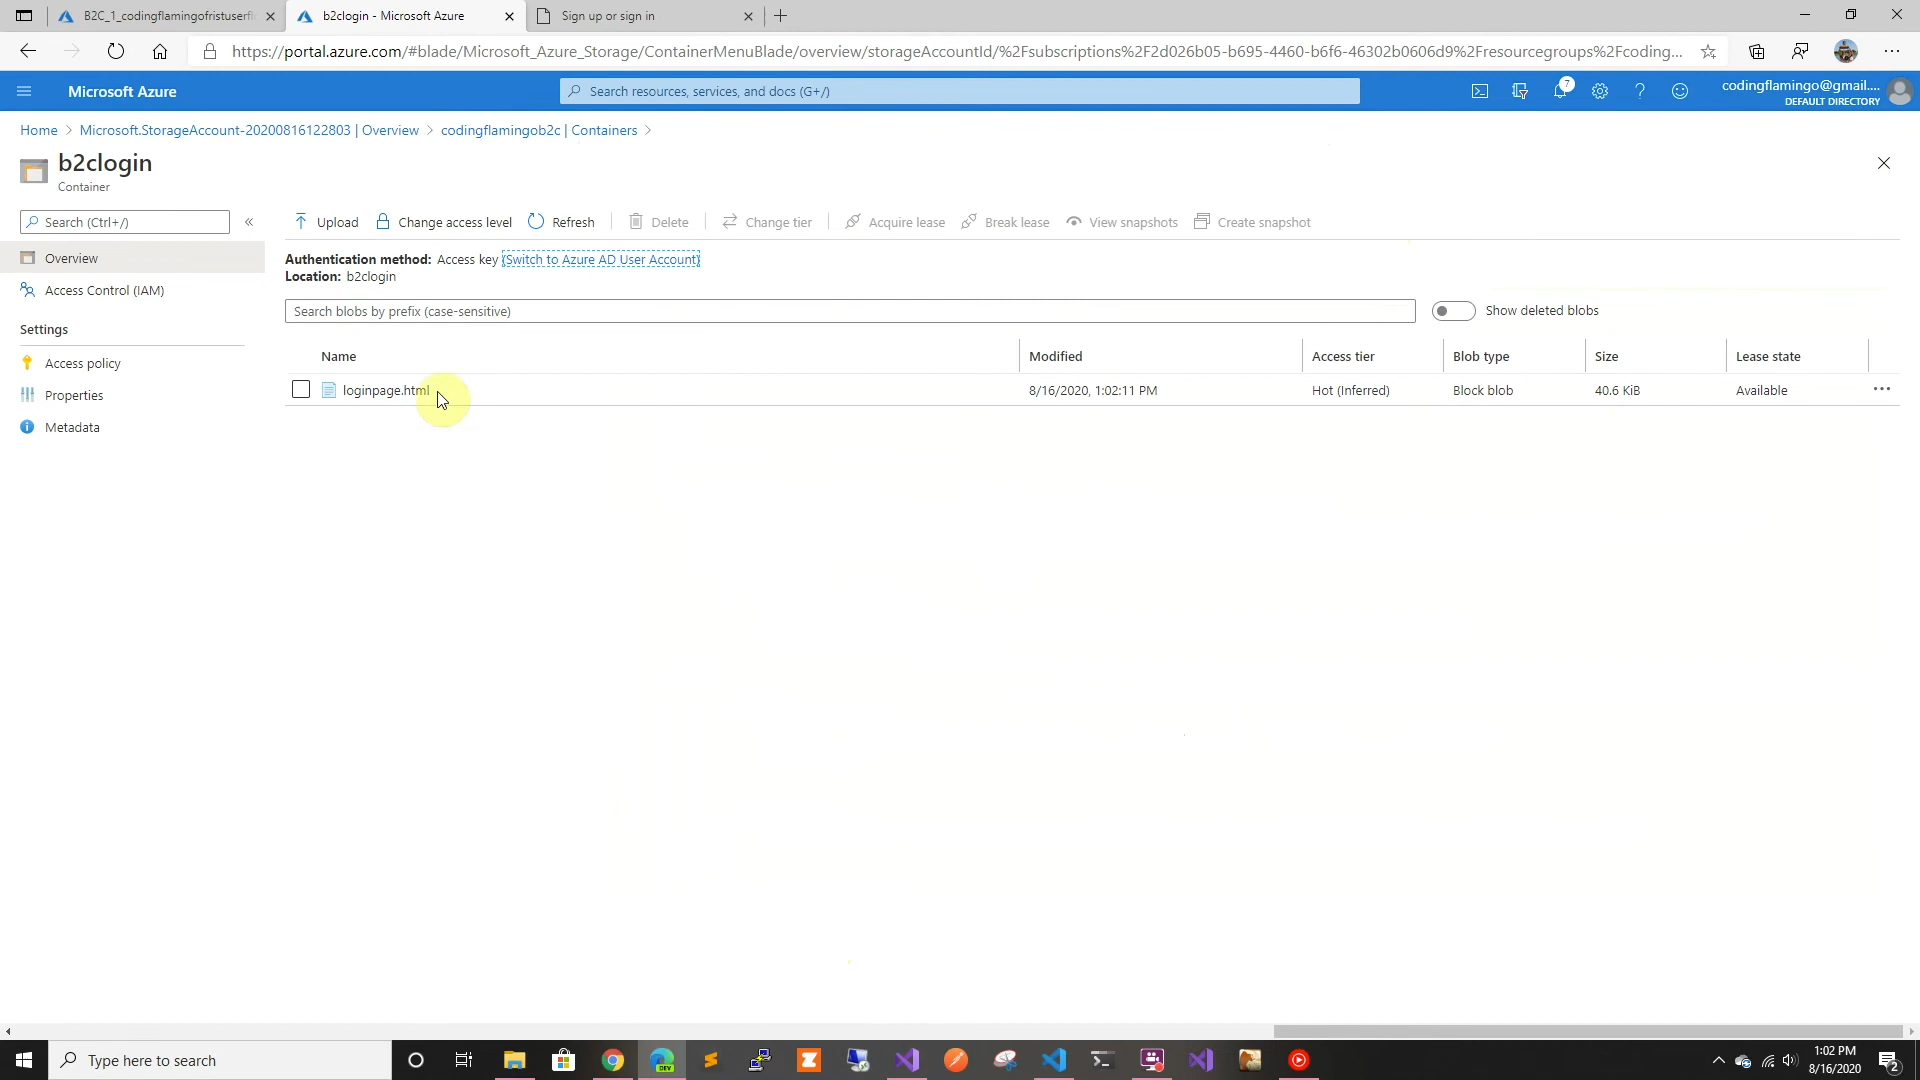 B2C_1_codingflamingofristuserfl
b2clogin - Microsoft Azure
Sign up or sign in
https://portal.azure.com/#blade/Microsoft_Azure_Storage/ContainerMenuBlade/overview/storageAccountId/%2Fsubscriptions%2F2d026b05-b695-4460-b6f6-46302b0606d9%2Fresourcegroups%2Fcoding...
Microsoft Azure
Search resources, services, and docs (G+/)
7
codingflamingo@gmail....
DEFAULT DIRECTORY
Home > Microsoft.StorageAccount-20200816122803 | Overview > codingflamingob2c | Containers >
b2clogin
Container
Search (Ctrl+/)
«
Upload
Change access level
Refresh
Delete
Change tier
Acquire lease
Break lease
View snapshots
Create snapshot
Overview
Access Control (IAM)
Settings
Access policy
Properties
Metadata
Authentication method: Access key (Switch to Azure AD User Account)
Location: b2clogin
Search blobs by prefix (case-sensitive)
Show deleted blobs
Name Modified Access tier Blob type Size Lease state
loginpage.html 8/16/2020, 1:02:11 PM Hot (Inferred) Block blob 40.6 KiB Available
Type here to search
DEV
1:02 PM
8/16/2020
2